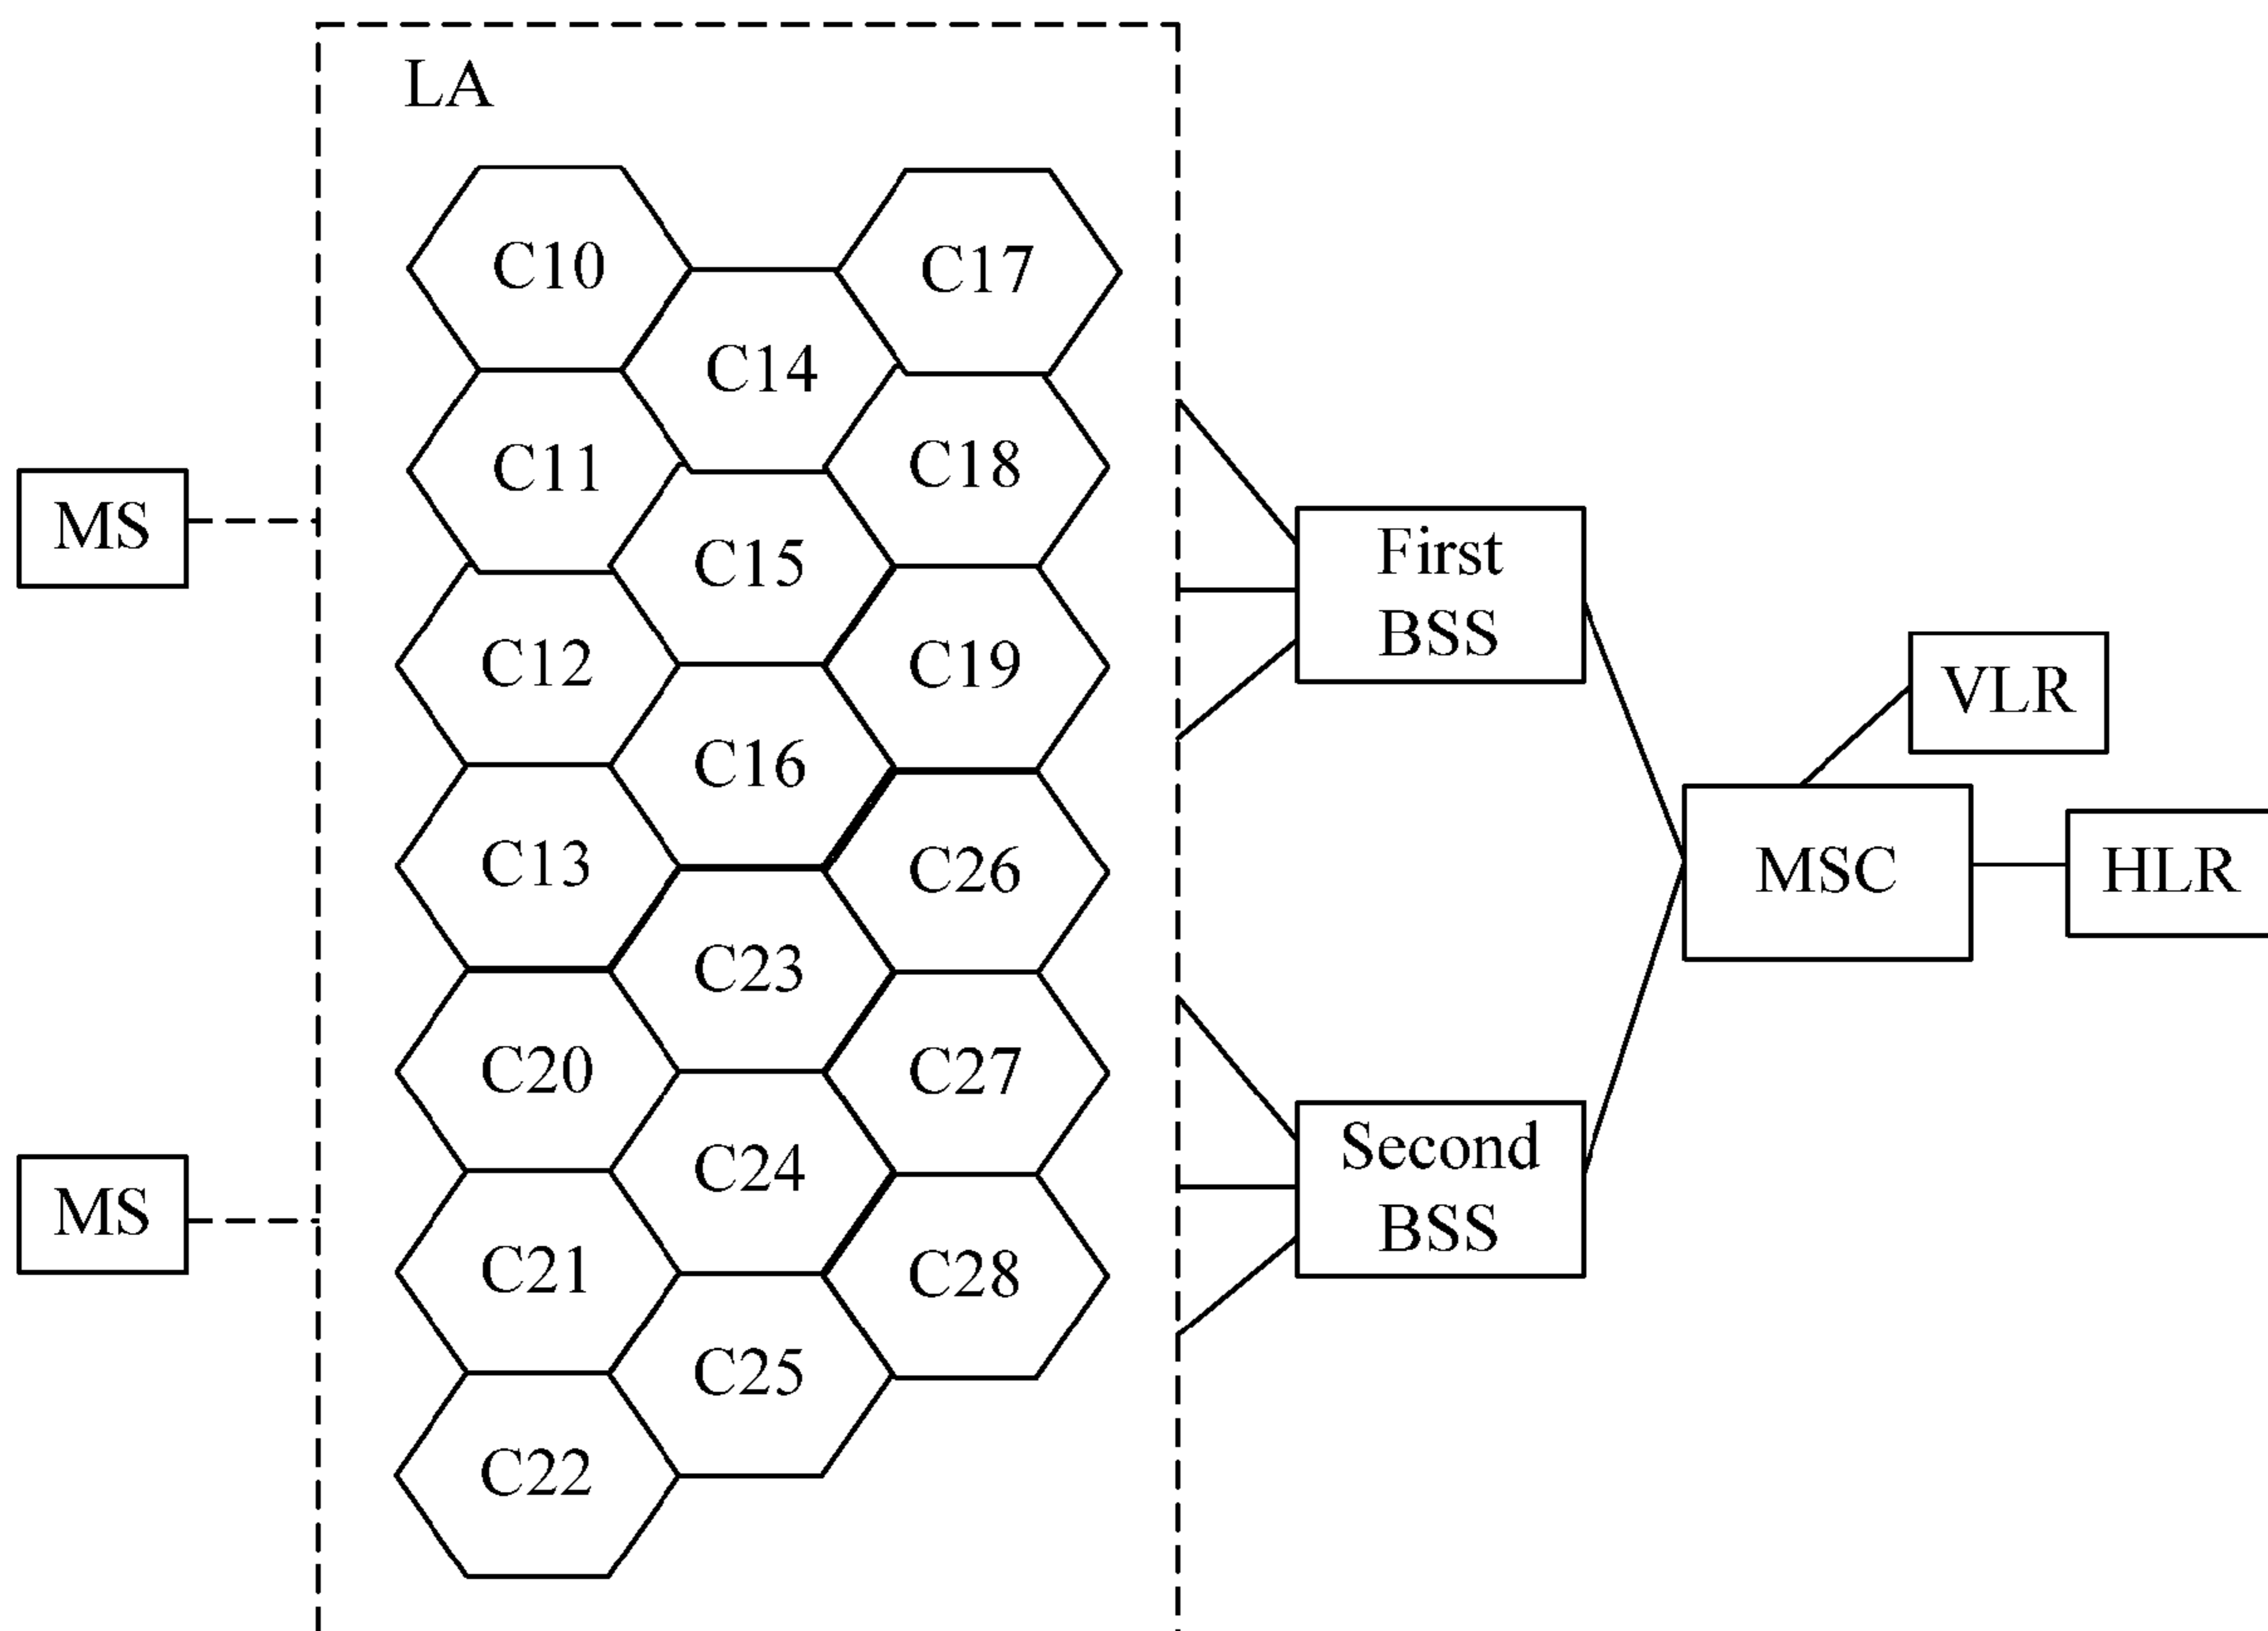 LA
C10
C17
C14
C11
C18
MS
C15
First
BSS
C12
C19
VLR
C16
C13
C26
MSC
HLR
C23
C20
C27
C24
Second
BSS
MS
C21
C28
C25
C22